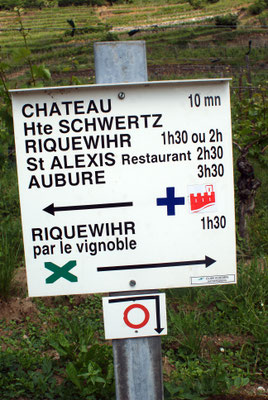 CHATEAU 10 mn
Hte SCHWERTZ
RIQUEWIHR 1h30 ou 2h
St ALEXIS Restaurant 2h30
AUBURE 3h30
RIQUEWIHR 1h30
par le vignoble